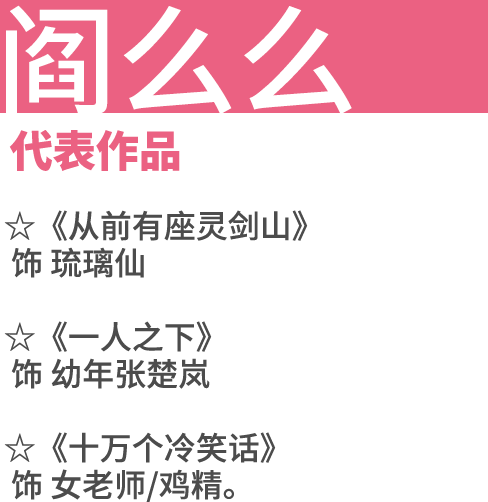 阎么么
代表作品
☆《从前有座灵剑山》
饰 琉璃仙
☆《一人之下》
饰 幼年张楚岚
☆《十万个冷笑话》
饰 女老师/鸡精。